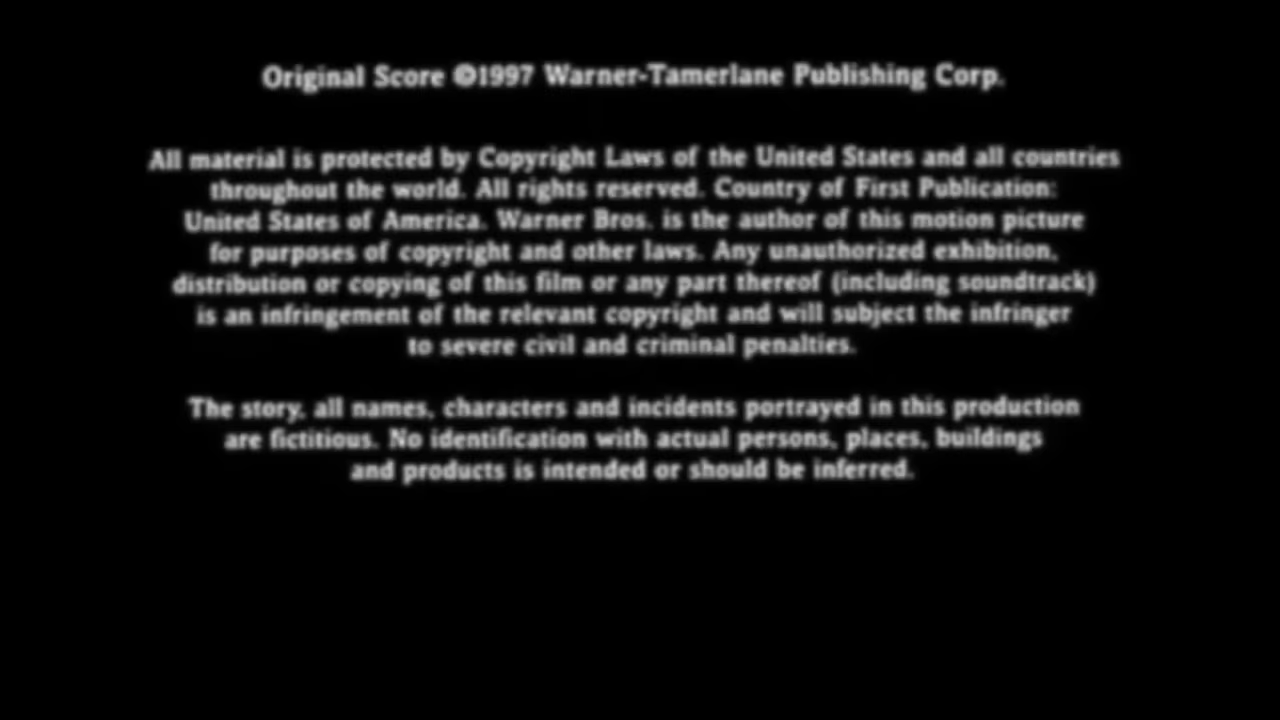 Original Score ©1997 Warner-Tamerlane Publishing Corp.
All material is protected by Copyright Laws of the United States and all countries
throughout the world. All rights reserved. Country of First Publication:
United States of America. Warner Bros. is the author of this motion picture
for purposes of copyright and other laws. Any unauthorized exhibition,
distribution or copying of this film or any part thereof (including soundtrack)
is an infringement of the relevant copyright and will subject the infringer
to severe civil and criminal penalties.
The story, all names, characters and incidents portrayed in this production
are fictitious. No identification with actual persons, places, buildings
and products is intended or should be inferred.